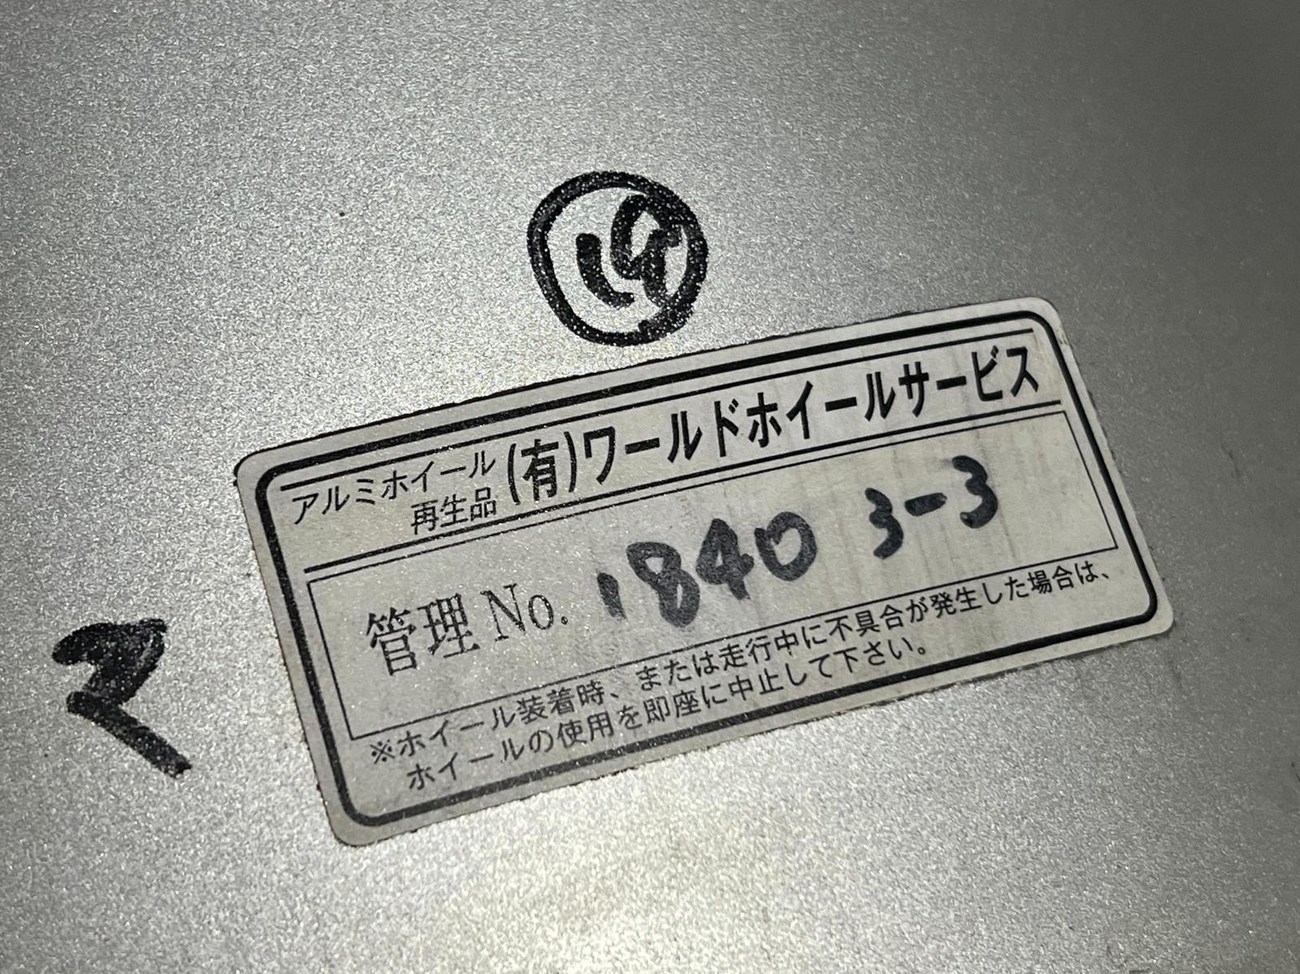 ⑲
アルミホイール
再生品
(有)ワールドホイールサービス
管理 No. 1840 3-3
※ホイール装着時、または走行中に不具合が発生した場合は、
ホイールの使用を即座に中止して下さい。
マ